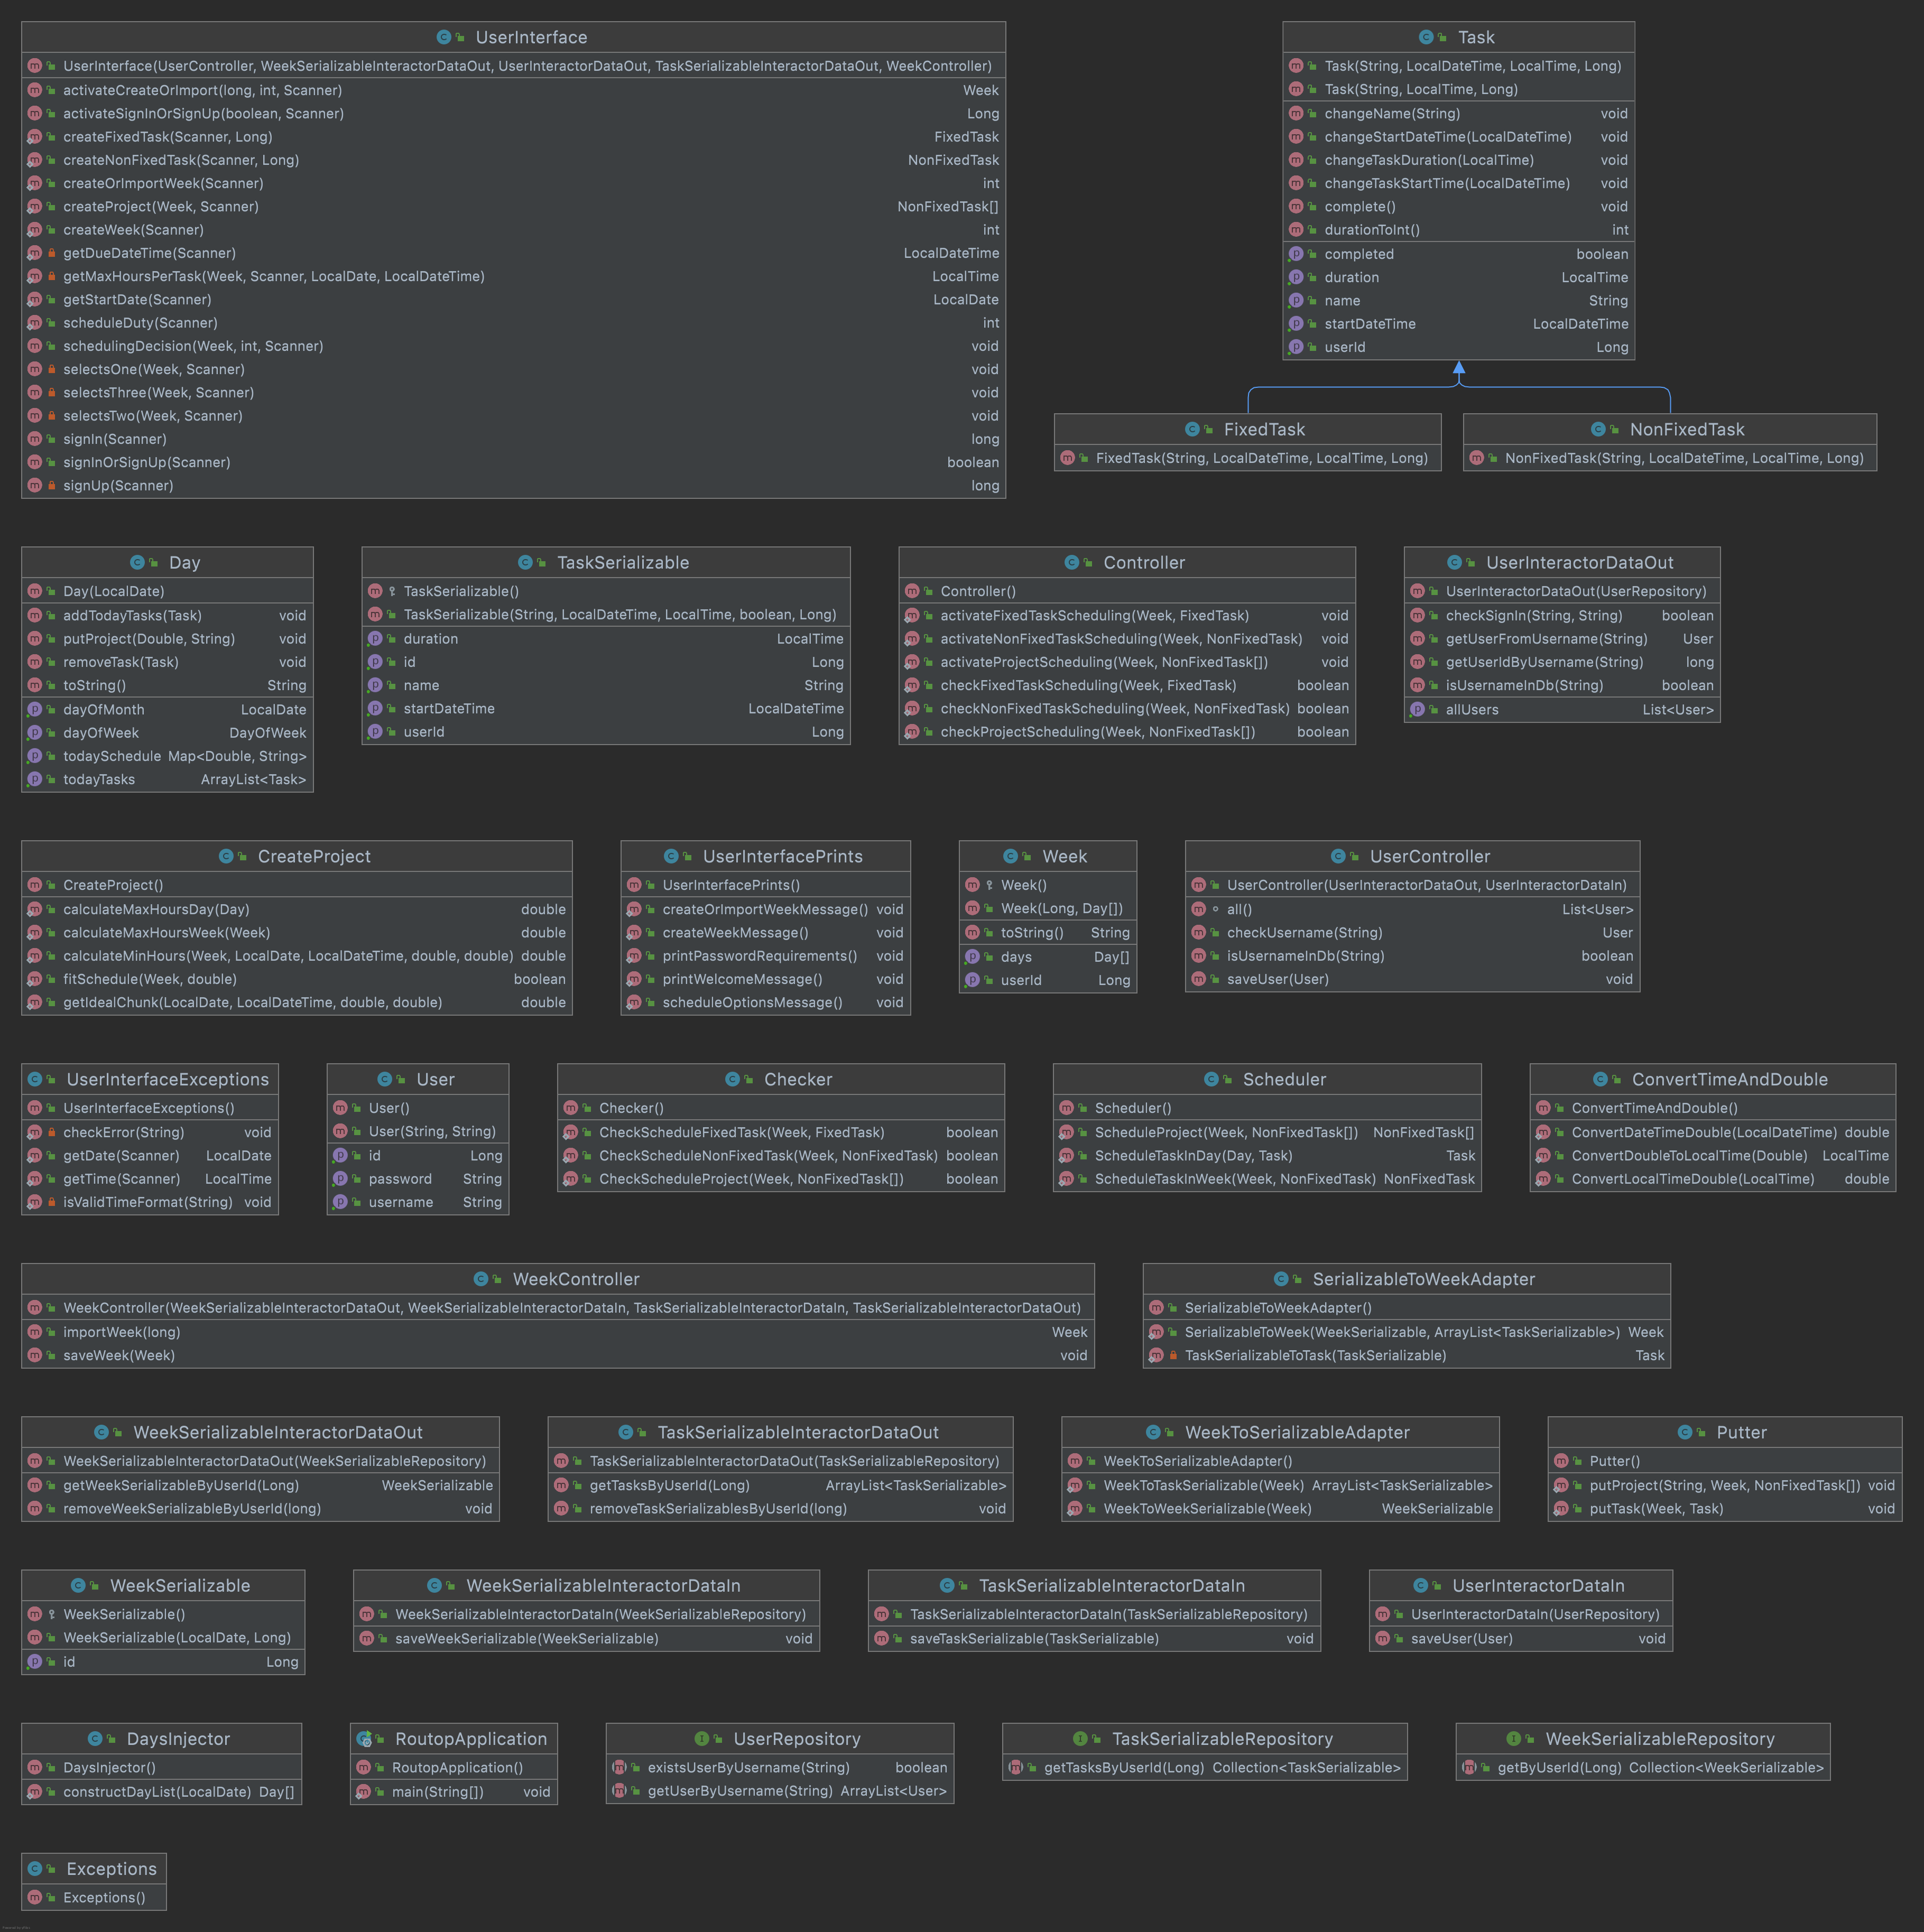 UserInterface
UserInterface(UserController, WeekSerializableInteractorDataOut, UserInteractorDataOut, TaskSerializableInteractorDataOut, WeekController)
activateCreateOrImport(long, int, Scanner) Week
activateSignInOrSignUp(boolean, Scanner) Long
createFixedTask(Scanner, Long) FixedTask
createNonFixedTask(Scanner, Long) NonFixedTask
createOrImportWeek(Scanner) int
createProject(Week, Scanner) NonFixedTask[]
createWeek(Scanner) int
getDueDateTime(Scanner) LocalDateTime
getMaxHoursPerTask(Week, Scanner, LocalDate, LocalDateTime) LocalTime
getStartDate(Scanner) LocalDate
scheduleDuty(Scanner) int
schedulingDecision(Week, int, Scanner) void
selectsOne(Week, Scanner) void
selectsThree(Week, Scanner) void
selectsTwo(Week, Scanner) void
signIn(Scanner) long
signInOrSignUp(Scanner) boolean
signUp(Scanner) long
Task
Task(String, LocalDateTime, LocalTime, Long)
Task(String, LocalTime, Long)
changeName(String) void
changeStartDateTime(LocalDateTime) void
changeTaskDuration(LocalTime) void
changeTaskStartTime(LocalDateTime) void
complete() void
durationToInt() int
completed boolean
duration LocalTime
name String
startDateTime LocalDateTime
userId Long
FixedTask
FixedTask(String, LocalDateTime, LocalTime, Long)
NonFixedTask
NonFixedTask(String, LocalDateTime, LocalTime, Long)
Day
Day(LocalDate)
addTodayTasks(Task) void
putProject(Double, String) void
removeTask(Task) void
toString() String
dayOfMonth LocalDate
dayOfWeek DayOfWeek
todaySchedule Map<Double, String>
todayTasks ArrayList<Task>
TaskSerializable
TaskSerializable()
TaskSerializable(String, LocalDateTime, LocalTime, boolean, Long)
duration LocalTime
id Long
name String
startDateTime LocalDateTime
userId Long
Controller
Controller()
activateFixedTaskScheduling(Week, FixedTask) void
activateNonFixedTaskScheduling(Week, NonFixedTask) void
activateProjectScheduling(Week, NonFixedTask[]) void
checkFixedTaskScheduling(Week, FixedTask) boolean
checkNonFixedTaskScheduling(Week, NonFixedTask) boolean
checkProjectScheduling(Week, NonFixedTask[]) boolean
UserInteractorDataOut
UserInteractorDataOut(UserRepository)
checkSignIn(String, String) boolean
getUserFromUsername(String) User
getUserIdByUsername(String) long
isUsernameInDb(String) boolean
allUsers List<User>
CreateProject
CreateProject()
calculateMaxHoursDay(Day) double
calculateMaxHoursWeek(Week) double
calculateMinHours(Week, LocalDate, LocalDateTime, double, double) double
fitSchedule(Week, double) boolean
getIdealChunk(LocalDate, LocalDateTime, double, double) double
UserInterfacePrints
UserInterfacePrints()
createOrImportWeekMessage() void
createWeekMessage() void
printPasswordRequirements() void
printWelcomeMessage() void
scheduleOptionsMessage() void
Week
Week()
Week(Long, Day[])
toString() String
days Day[]
userId Long
UserController
UserController(UserInteractorDataOut, UserInteractorDataIn)
all() List<User>
checkUsername(String) User
isUsernameInDb(String) boolean
saveUser(User) void
UserInterfaceExceptions
UserInterfaceExceptions()
checkError(String) void
getDate(Scanner) LocalDate
getTime(Scanner) LocalTime
isValidTimeFormat(String) void
User
User()
User(String, String)
id Long
password String
username String
Checker
Checker()
CheckScheduleFixedTask(Week, FixedTask) boolean
CheckScheduleNonFixedTask(Week, NonFixedTask) boolean
CheckScheduleProject(Week, NonFixedTask[]) boolean
Scheduler
Scheduler()
ScheduleProject(Week, NonFixedTask[]) NonFixedTask[]
ScheduleTaskInDay(Day, Task) Task
ScheduleTaskInWeek(Week, NonFixedTask) NonFixedTask
ConvertTimeAndDouble
ConvertTimeAndDouble()
ConvertDateTimeDouble(LocalDateTime) double
ConvertDoubleToLocalTime(Double) LocalTime
ConvertLocalTimeDouble(LocalTime) double
WeekController
WeekController(WeekSerializableInteractorDataOut, WeekSerializableInteractorDataIn, TaskSerializableInteractorDataIn, TaskSerializableInteractorDataOut)
importWeek(long) Week
saveWeek(Week) void
SerializableToWeekAdapter
SerializableToWeekAdapter()
SerializableToWeek(WeekSerializable, ArrayList<TaskSerializable>) Week
TaskSerializableToTask(TaskSerializable) Task
WeekSerializableInteractorDataOut
WeekSerializableInteractorDataOut(WeekSerializableRepository)
getWeekSerializableByUserId(Long) WeekSerializable
removeWeekSerializableByUserId(long) void
TaskSerializableInteractorDataOut
TaskSerializableInteractorDataOut(TaskSerializableRepository)
getTasksByUserId(Long) ArrayList<TaskSerializable>
removeTaskSerializablesByUserId(long) void
WeekToSerializableAdapter
WeekToSerializableAdapter()
WeekToTaskSerializable(Week) ArrayList<TaskSerializable>
WeekToWeekSerializable(Week) WeekSerializable
Putter
Putter()
putProject(String, Week, NonFixedTask[]) void
putTask(Week, Task) void
WeekSerializable
WeekSerializable()
WeekSerializable(LocalDate, Long)
id Long
WeekSerializableInteractorDataIn
WeekSerializableInteractorDataIn(WeekSerializableRepository)
saveWeekSerializable(WeekSerializable) void
TaskSerializableInteractorDataIn
TaskSerializableInteractorDataIn(TaskSerializableRepository)
saveTaskSerializable(TaskSerializable) void
UserInteractorDataIn
UserInteractorDataIn(UserRepository)
saveUser(User) void
DaysInjector
DaysInjector()
constructDayList(LocalDate) Day[]
RoutopApplication
RoutopApplication()
main(String[]) void
UserRepository
existsUserByUsername(String) boolean
getUserByUsername(String) ArrayList<User>
TaskSerializableRepository
getTasksByUserId(Long) Collection<TaskSerializable>
WeekSerializableRepository
getByUserId(Long) Collection<WeekSerializable>
Exceptions
Exceptions()